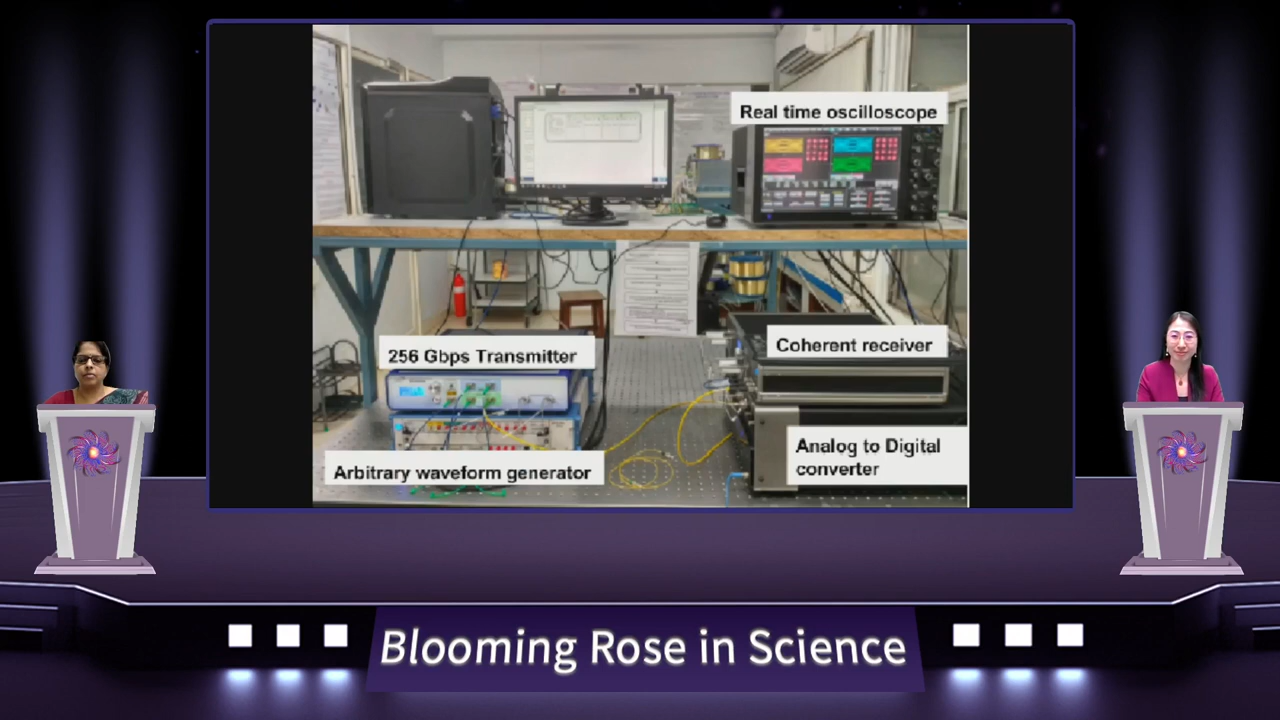 Real time oscilloscope
256 Gbps Transmitter
Coherent receiver
Arbitrary waveform generator
Analog to Digital
converter
Blooming Rose in Science